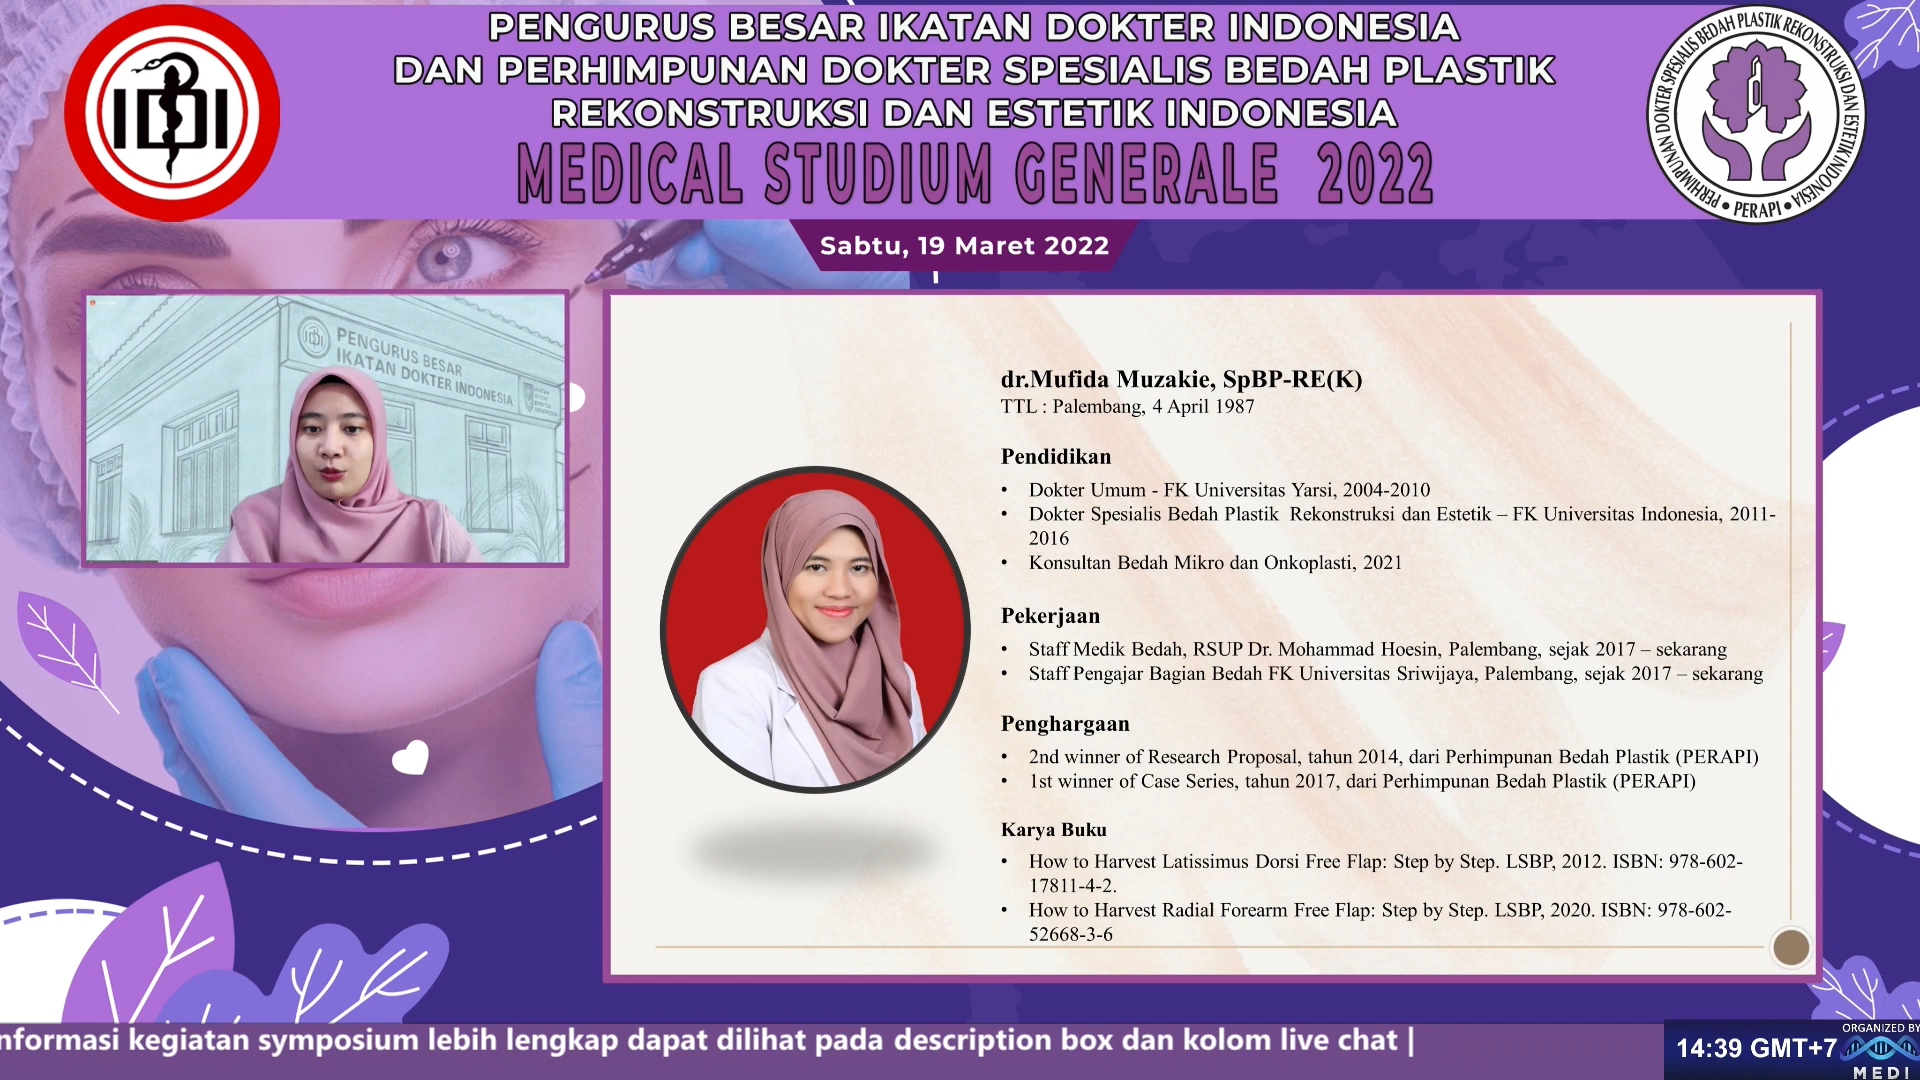 PENGURUS BESAR IKATAN DOKTER INDONESIA
DAN PERHIMPUNAN DOKTER SPESIALIS BEDAH PLASTIK
REKONSTRUKSI DAN ESTETIK INDONESIA
MEDICAL STUDIUM GENERALE 2022
IDI
PERHIMPUNAN DOKTER SPESIALIS BEDAH PLASTIK REKONSTRUKSI DAN ESTETIK INDONESIA
• PERAPI •
Sabtu, 19 Maret 2022
PENGURUS BESAR
IKATAN DOKTER INDONESIA
dr.Mufida Muzakie, SpBP-RE(K)
TTL : Palembang, 4 April 1987
Pendidikan
• Dokter Umum - FK Universitas Yarsi, 2004-2010
• Dokter Spesialis Bedah Plastik Rekonstruksi dan Estetik – FK Universitas Indonesia, 2011-
2016
• Konsultan Bedah Mikro dan Onkoplasti, 2021
Pekerjaan
• Staff Medik Bedah, RSUP Dr. Mohammad Hoesin, Palembang, sejak 2017 – sekarang
• Staff Pengajar Bagian Bedah FK Universitas Sriwijaya, Palembang, sejak 2017 – sekarang
Penghargaan
• 2nd winner of Research Proposal, tahun 2014, dari Perhimpunan Bedah Plastik (PERAPI)
• 1st winner of Case Series, tahun 2017, dari Perhimpunan Bedah Plastik (PERAPI)
Karya Buku
• How to Harvest Latissimus Dorsi Free Flap: Step by Step. LSBP, 2012. ISBN: 978-602-
17811-4-2.
• How to Harvest Radial Forearm Free Flap: Step by Step. LSBP, 2020. ISBN: 978-602-
52668-3-6
nformasi kegiatan symposium lebih lengkap dapat dilihat pada description box dan kolom live chat |
14:39 GMT+7
ORGANIZED BY
MEDI